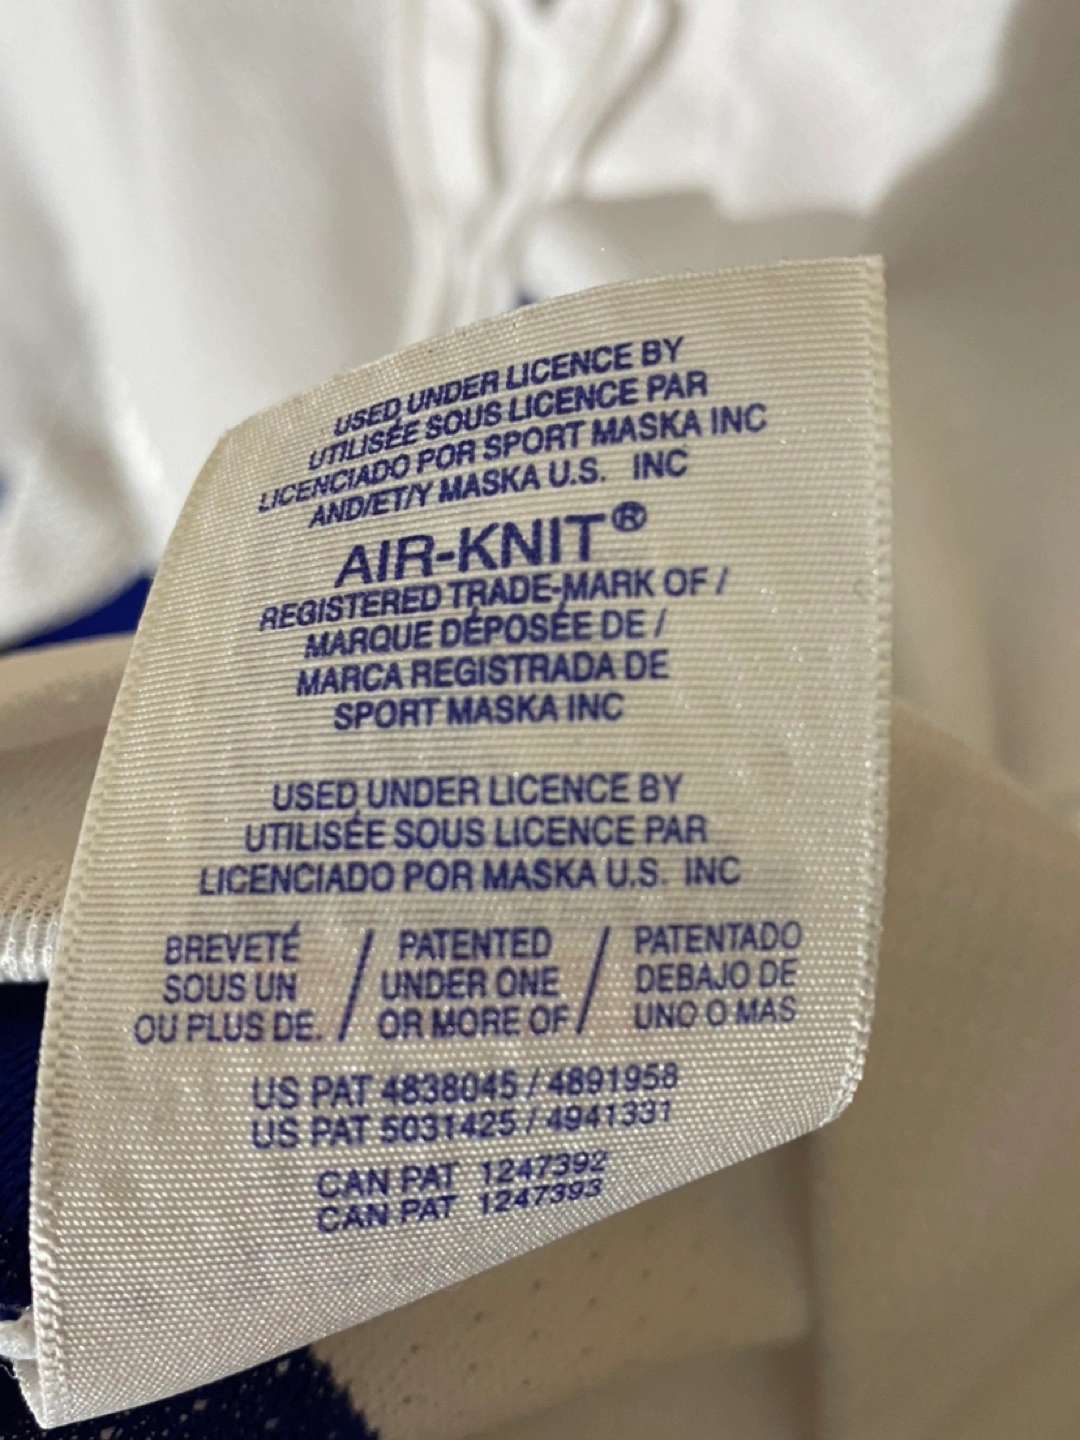 USED UNDER LICENCE BY
UTILISÉE SOUS LICENCE PAR
LICENCIADO POR SPORT MASKA INC
AND/ET/Y MASKA U.S. INC
AIR-KNIT®
REGISTERED TRADE-MARK OF /
MARQUE DÉPOSÉE DE /
MARCA REGISTRADA DE
SPORT MASKA INC
USED UNDER LICENCE BY
UTILISÉE SOUS LICENCE PAR
LICENCIADO POR MASKA U.S. INC
BREVETÉ / PATENTED / PATENTADO
SOUS UN UNDER ONE DEBAJO DE
OU PLUS DE. OR MORE OF UNO O MAS
US PAT 4838045 / 4891958
US PAT 5031425 / 4941331
CAN PAT 1247392
CAN PAT 1247393